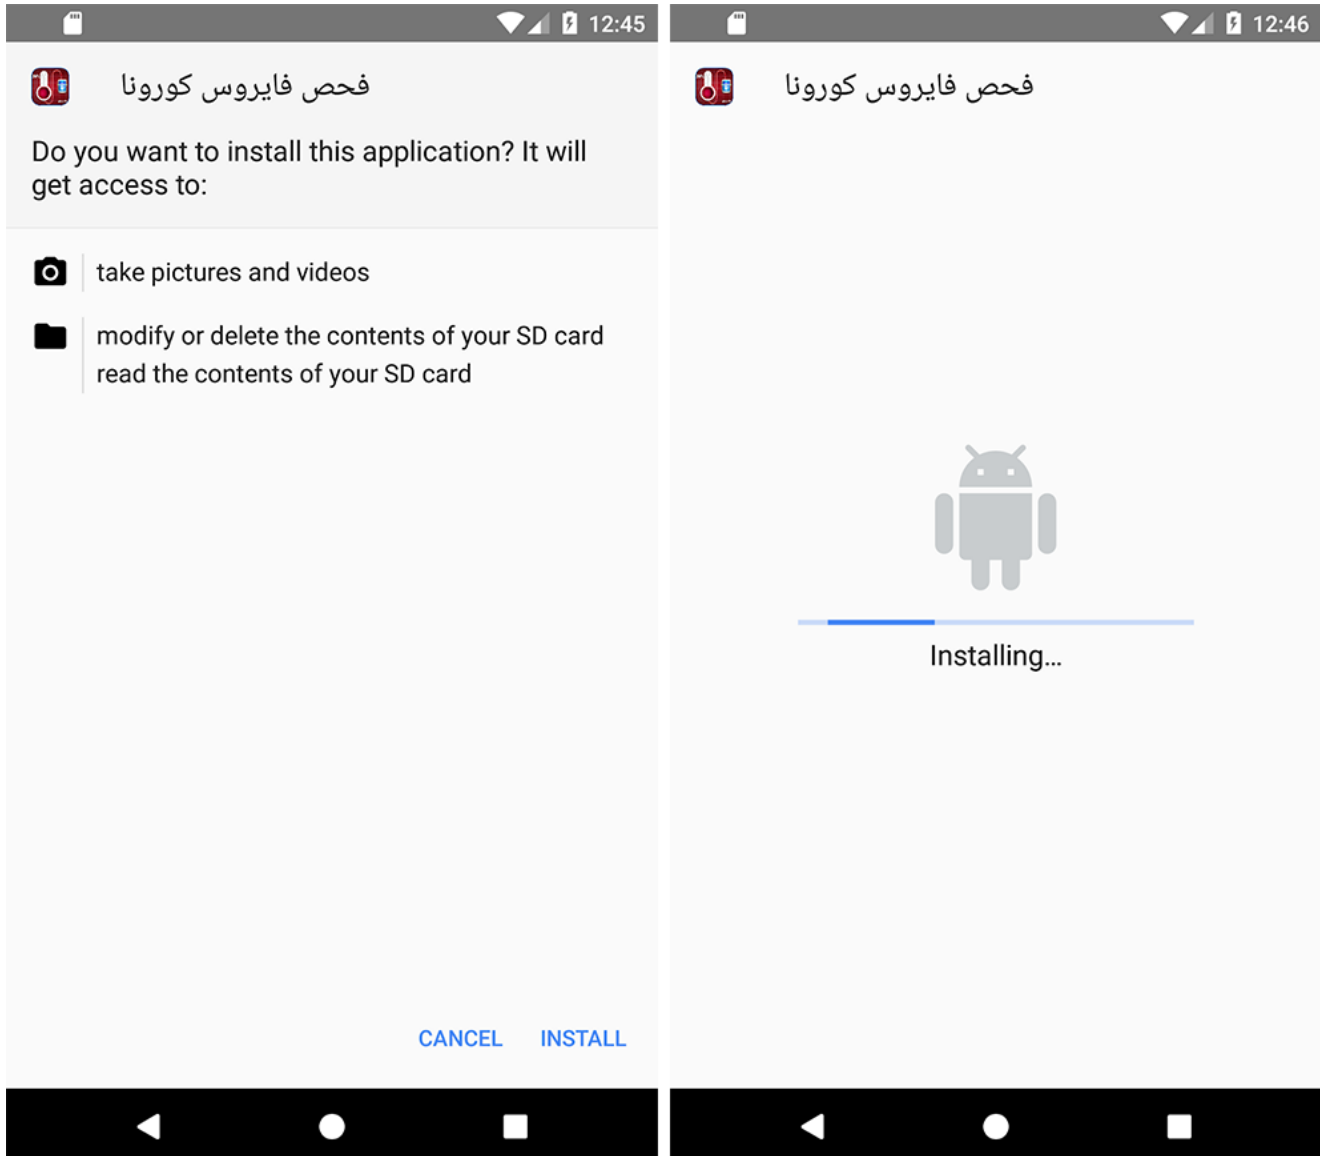 12:45
فحص فايروس كورونا
Do you want to install this application? It will
get access to:
take pictures and videos
modify or delete the contents of your SD card
read the contents of your SD card
CANCEL INSTALL
12:46
فحص فايروس كورونا
Installing...